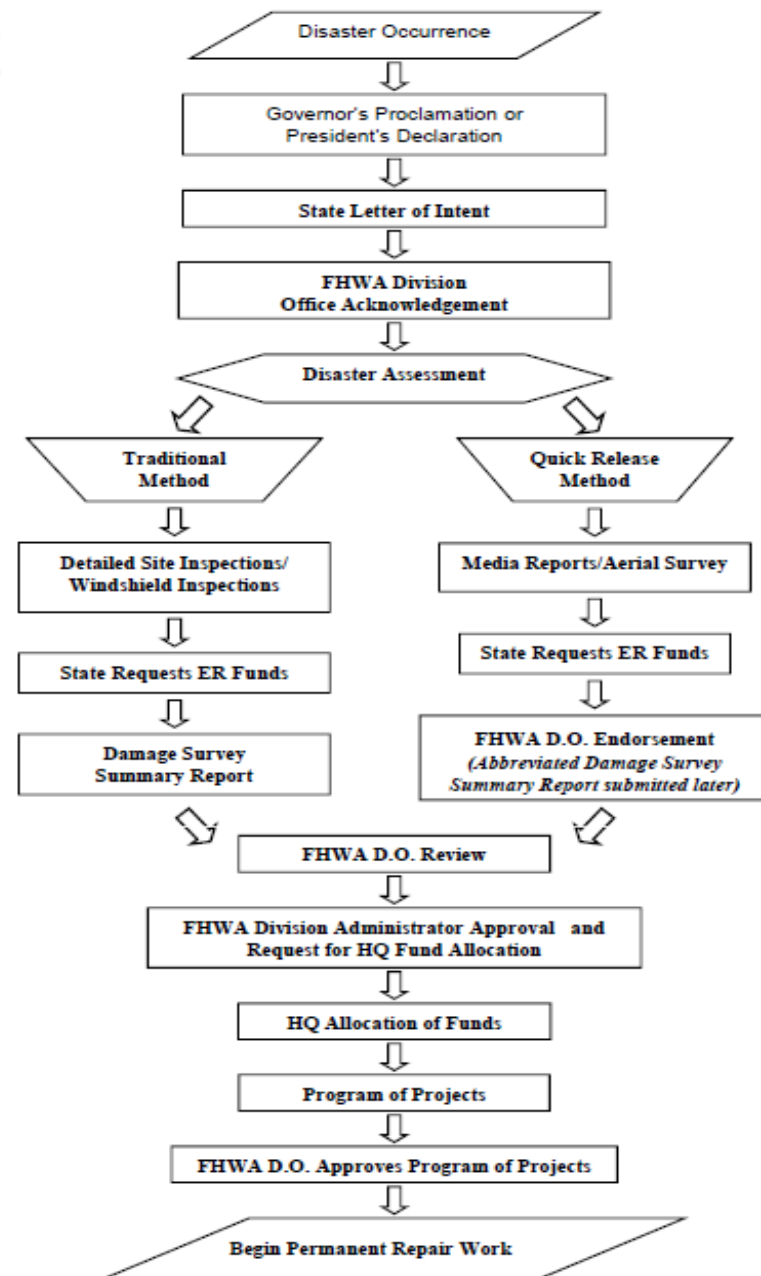 Disaster Occurrence
Governor's Proclamation or
President's Declaration
State Letter of Intent
FHWA Division
Office Acknowledgement
Disaster Assessment
Traditional
Method
Detailed Site Inspections/
Windshield Inspections
State Requests ER Funds
Damage Survey
Summary Report
Quick Release
Method
Media Reports/Aerial Survey
State Requests ER Funds
FHWA D.O. Endorsement
(Abbreviated Damage Survey
Summary Report submitted later)
FHWA D.O. Review
FHWA Division Administrator Approval and
Request for HQ Fund Allocation
HQ Allocation of Funds
Program of Projects
FHWA D.O. Approves Program of Projects
Begin Permanent Repair Work